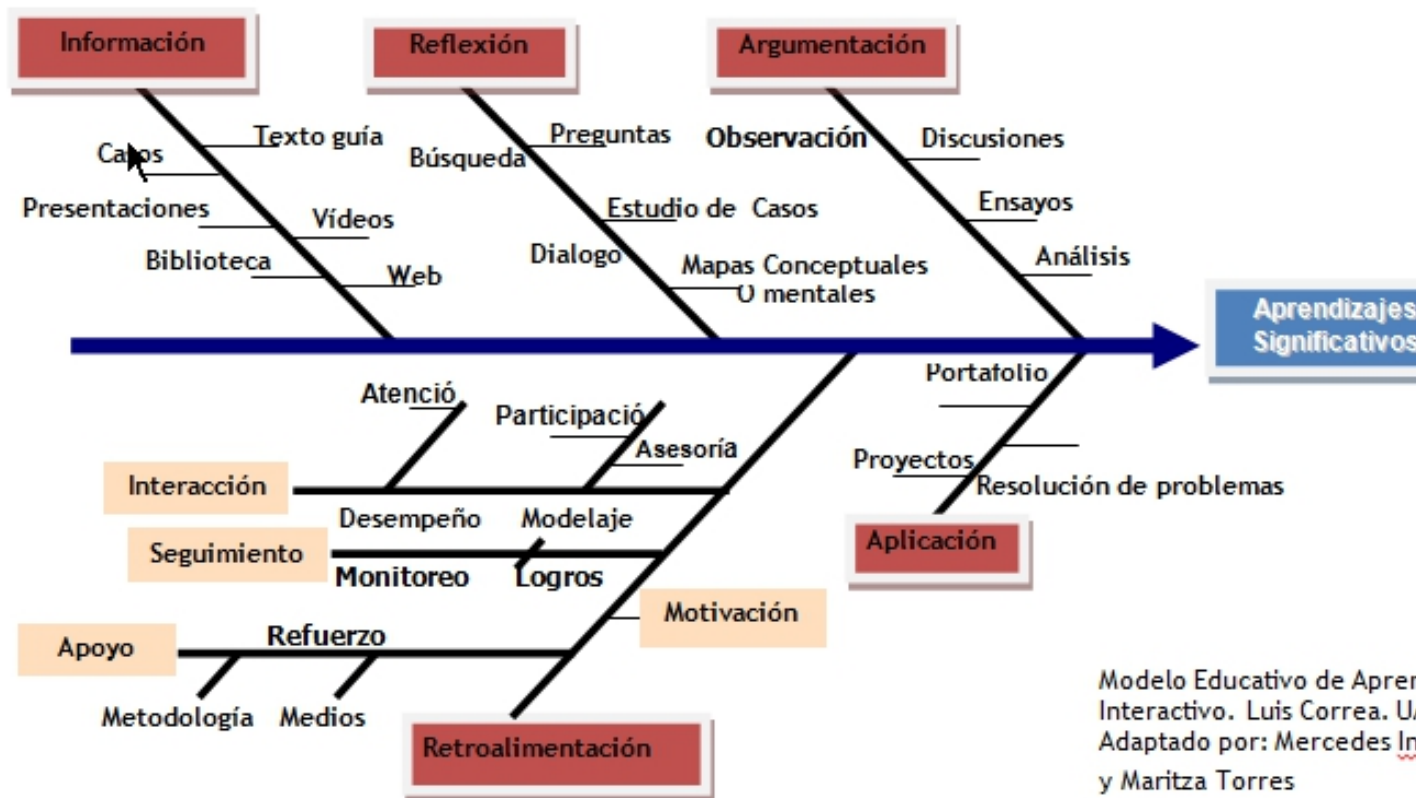 Información
Reflexión
Argumentación
Texto guía
Casos
Presentaciones
Vídeos
Biblioteca
Web
Preguntas
Búsqueda
Estudio de Casos
Dialogo
Mapas Conceptuales
O mentales
Observación
Discusiones
Ensayos
Análisis
Aprendizajes
Significativos
Atenció
Participació
Asesoría
Interacción
Desempeño
Modelaje
Seguimiento
Monitoreo
Logros
Motivación
Apoyo
Refuerzo
Metodología
Medios
Retroalimentación
Portafolio
Proyectos
Resolución de problemas
Aplicación
Modelo Educativo de Apren
Interactivo. Luis Correa. U
Adaptado por: Mercedes In
y Maritza Torres